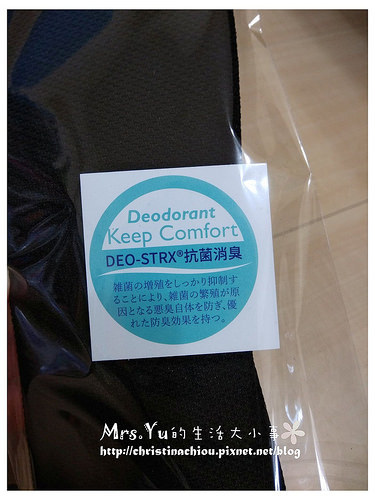 Deodorant
Keep Comfort
DEO-STRX®抗菌消臭
雑菌の増殖をしっかり抑制す
ることにより、雑菌の繁殖が原
因となる悪臭自体を防ぎ、優
れた防臭効果を持つ。
Mrs.Yu的生活大小事
http://christinachiou.pixnet.net/blog